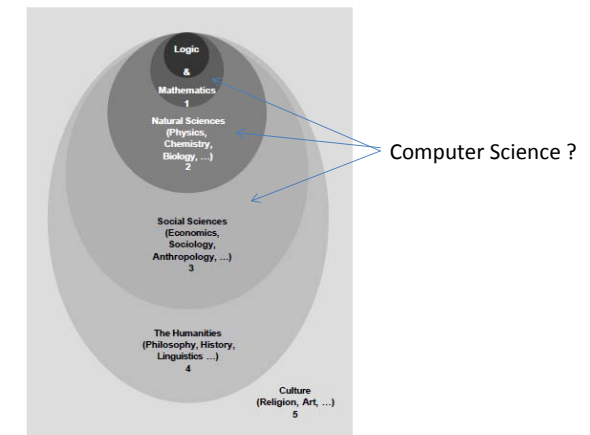 Logic
&
Mathematics
1
Natural Sciences
(Physics,
Chemistry,
Biology, ...)
2
Computer Science ?
Social Sciences
(Economics,
Sociology,
Anthropology, ...)
3
The Humanities
(Philosophy, History,
Linguistics ...)
4
Culture
(Religion, Art, ...)
5